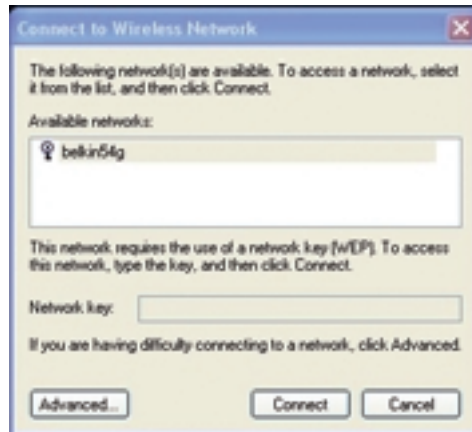 Connect to Wireless Network
The following network(s) are available. To access a network, select
it from the list, and then click Connect.
Available networks:
belkin54g
This network requires the use of a network key (WEP). To access
this network, type the key, and then click Connect.
Network key:
If you are having difficulty connecting to a network, click Advanced.
Advanced... Connect Cancel